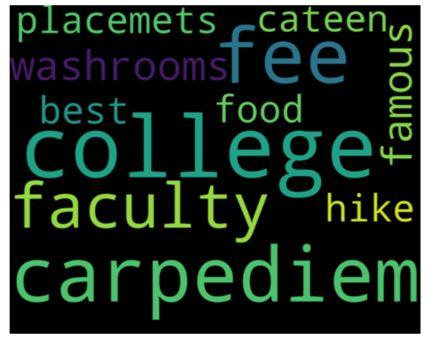 placemets cateen
washrooms fee
famous
best food
college
faculty hike
carpediem